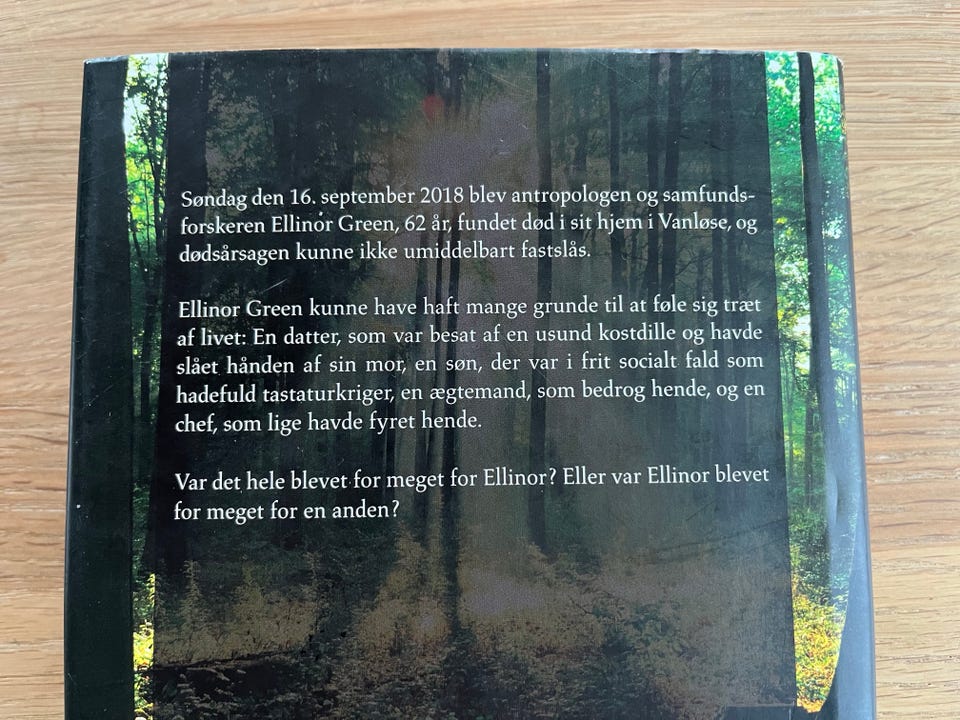 Søndag den 16. september 2018 blev antropologen og samfunds-
forskeren Ellinor Green, 62 år, fundet død i sit hjem i Vanløse, og
dødsårsagen kunne ikke umiddelbart fastslås.
Ellinor Green kunne have haft mange grunde til at føle sig træt
af livet: En datter, som var besat af en usund kostdille og havde
slået hånden af sin mor, en søn, der var i frit socialt fald som
hadefuld tastaturkriger, en ægtemand, som bedrog hende, og en
chef, som lige havde fyret hende.
Var det hele blevet for meget for Ellinor? Eller var Ellinor blevet
for meget for en anden?